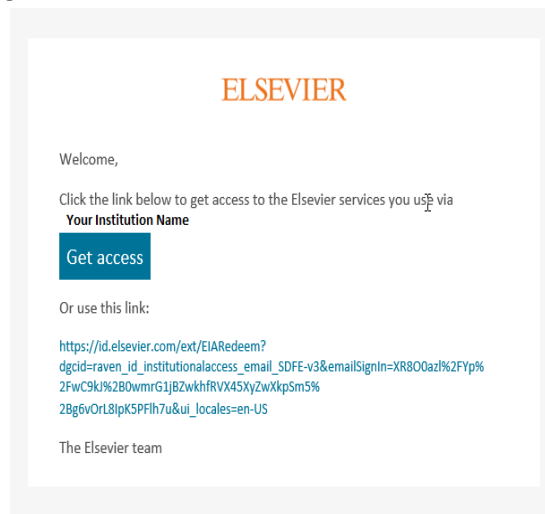 ELSEVIER
Welcome,
Click the link below to get access to the Elsevier services you use via
Your Institution Name
Get access
Or use this link:
https://id.elsevier.com/ext/EIARedeem?
dgcid=raven_id_institutionalaccess_email_SDFE-v3&emailSignIn=XR8O0azl%2FYp%
2FwC9kJ%2B0wmrG1jBZwkhfRVX45XyZwXkpSm5%
2Bg6vOrL8IpK5PFlh7u&ui_locales=en-US
The Elsevier team